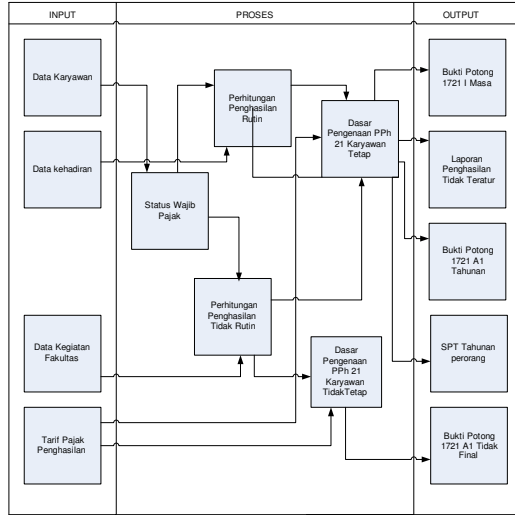 INPUT
PROSES
OUTPUT
Data Karyawan
Data kehadiran
Data Kegiatan
Fakultas
Tarif Pajak
Penghasilan
Status Wajib
Pajak
Perhitungan
Penghasilan
Rutin
Perhitungan
Penghasilan
Tidak Rutin
Dasar
Pengenaan PPh
21 Karyawan
Tetap
Dasar
Pengenaan
PPh 21
Karyawan
TidakTetap
Bukti Potong
1721 I Masa
Laporan
Penghasilan
Tidak Teratur
Bukti Potong
1721 A1
Tahunan
SPT Tahunan
perorang
Bukti Potong
1721 A1 Tidak
Final